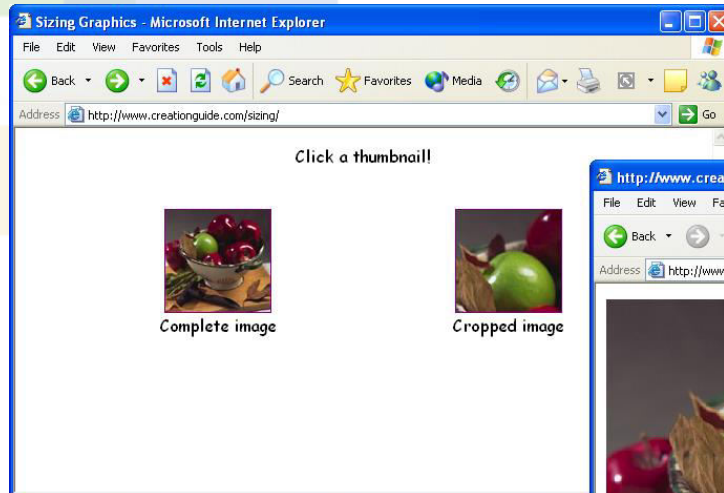 Sizing Graphics - Microsoft Internet Explorer
File Edit View Favorites Tools Help
Back Search Favorites Media
Address http://www.creationguide.com/sizing/ Go
Click a thumbnail!
Complete image Cropped image
http://www.crea
File Edit View Fa
Back
Address http://www